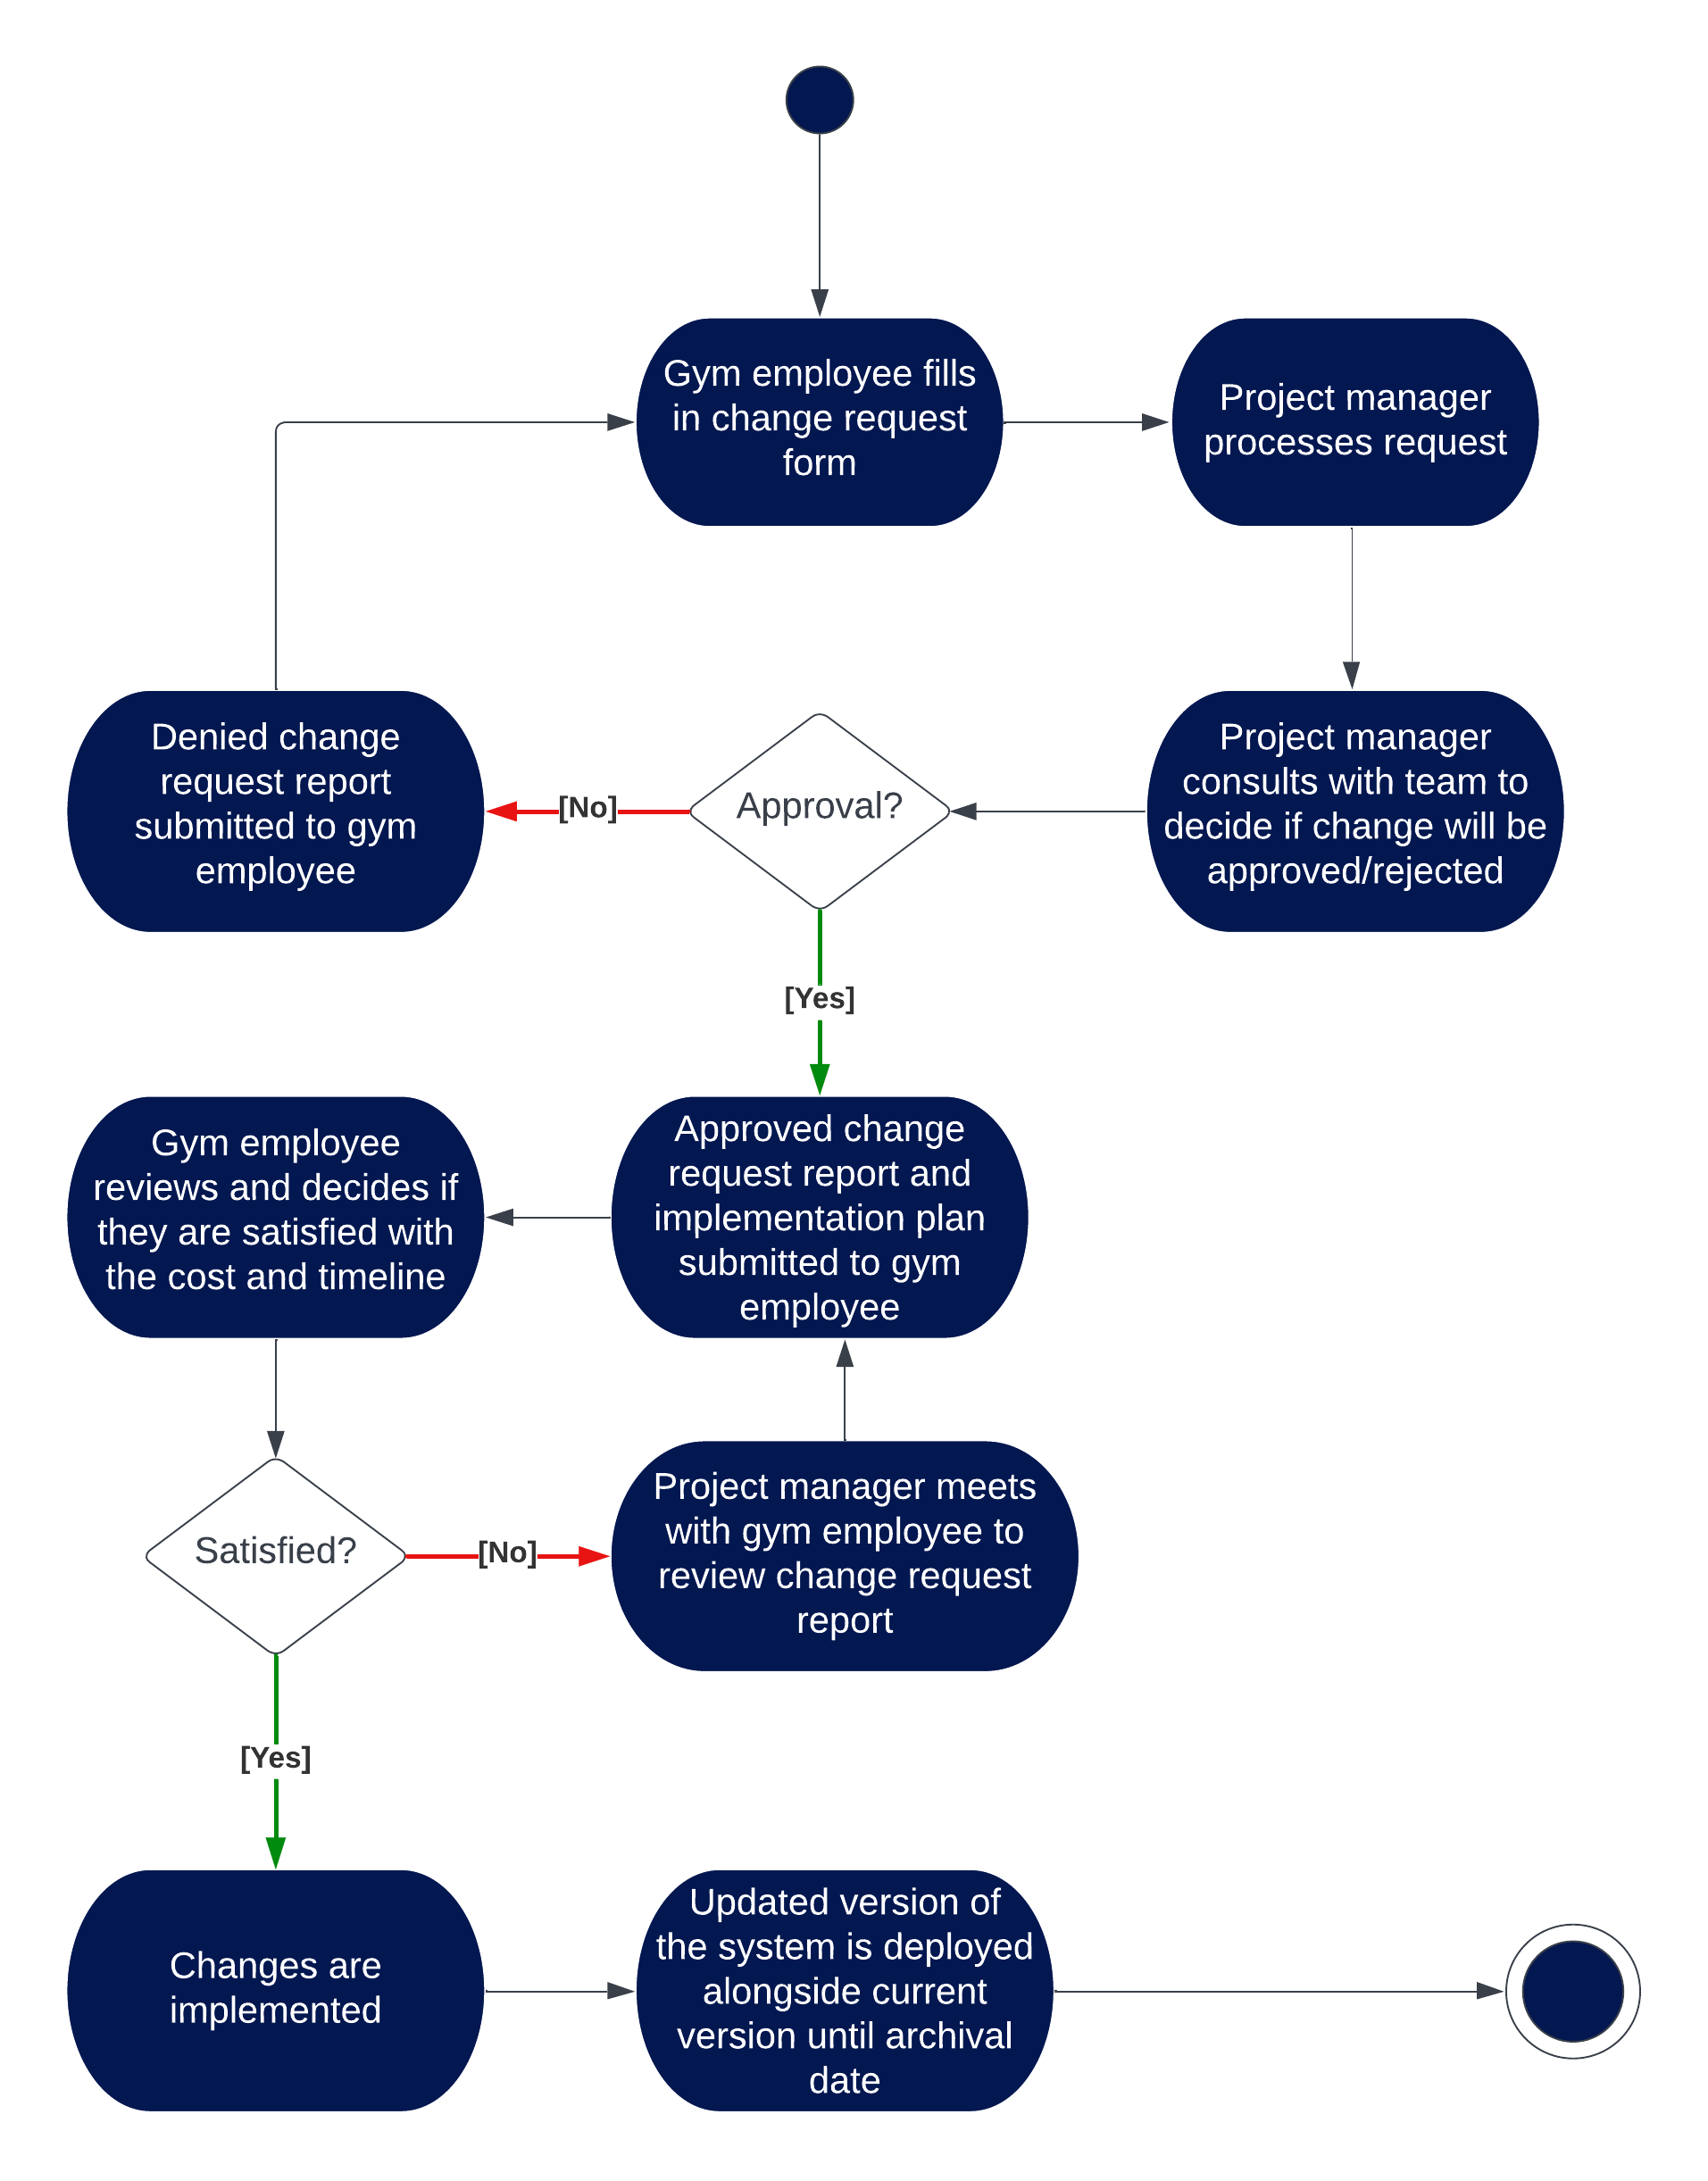 Gym employee fills
in change request
form
Project manager
processes request
Denied change
request report
submitted to gym
employee
[No]
Approval?
Project manager
consults with team to
decide if change will be
approved/rejected
[Yes]
Gym employee
reviews and decides if
they are satisfied with
the cost and timeline
Approved change
request report and
implementation plan
submitted to gym
employee
Satisfied?
[No]
Project manager meets
with gym employee to
review change request
report
[Yes]
Changes are
implemented
Updated version of
the system is deployed
alongside current
version until archival
date